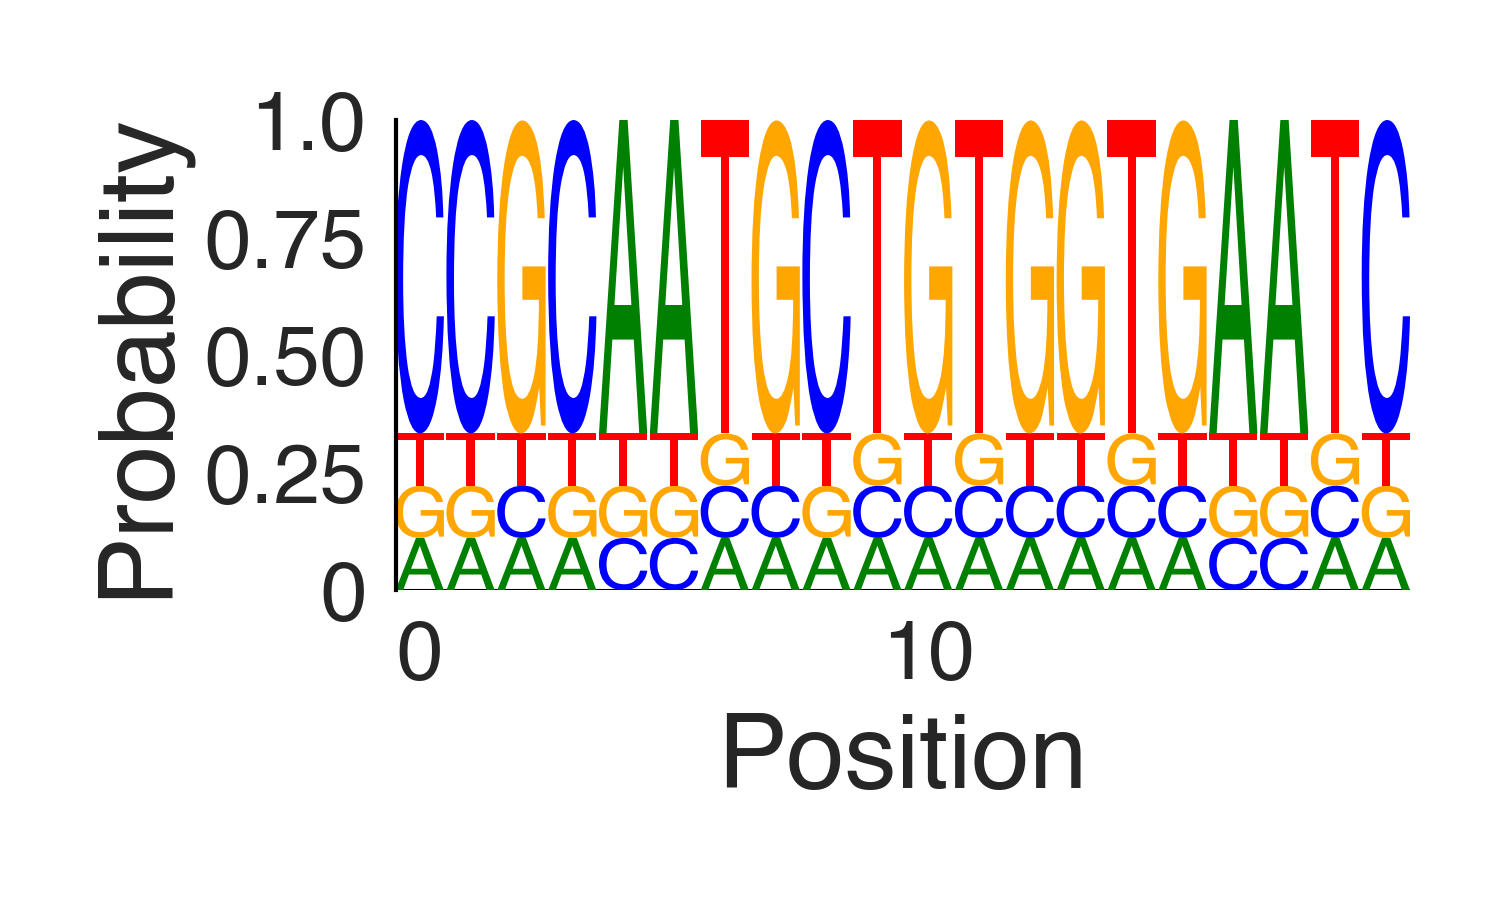 Probability
1.0
0.75
0.50
0.25
0
CCGCAATGCTGTGGTGAATC
TTTTTTGTTGTGTTGTTTGT
GGCGGGCCGCCCCCCCGGCG
AAAACCAAAAAAAAAACCAA
0 10
Position